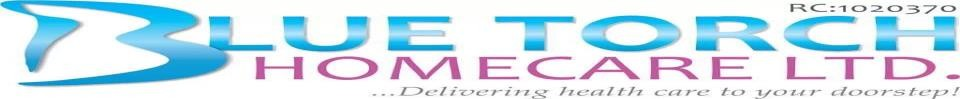 RC:1020370
BLUE TORCH
HOMECARE LTD.
...Delivering health care to your doorstep!